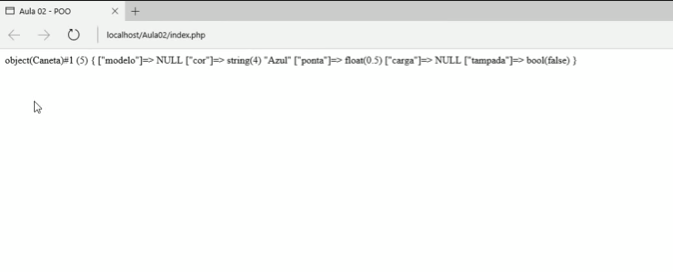 Aula 02 - POO
localhost/Aula02/index.php
object(Caneta)#1 (5) { ["modelo"]=> NULL ["cor"]=> string(4) "Azul" ["ponta"]=> float(0.5) ["carga"]=> NULL ["tampada"]=> bool(false) }